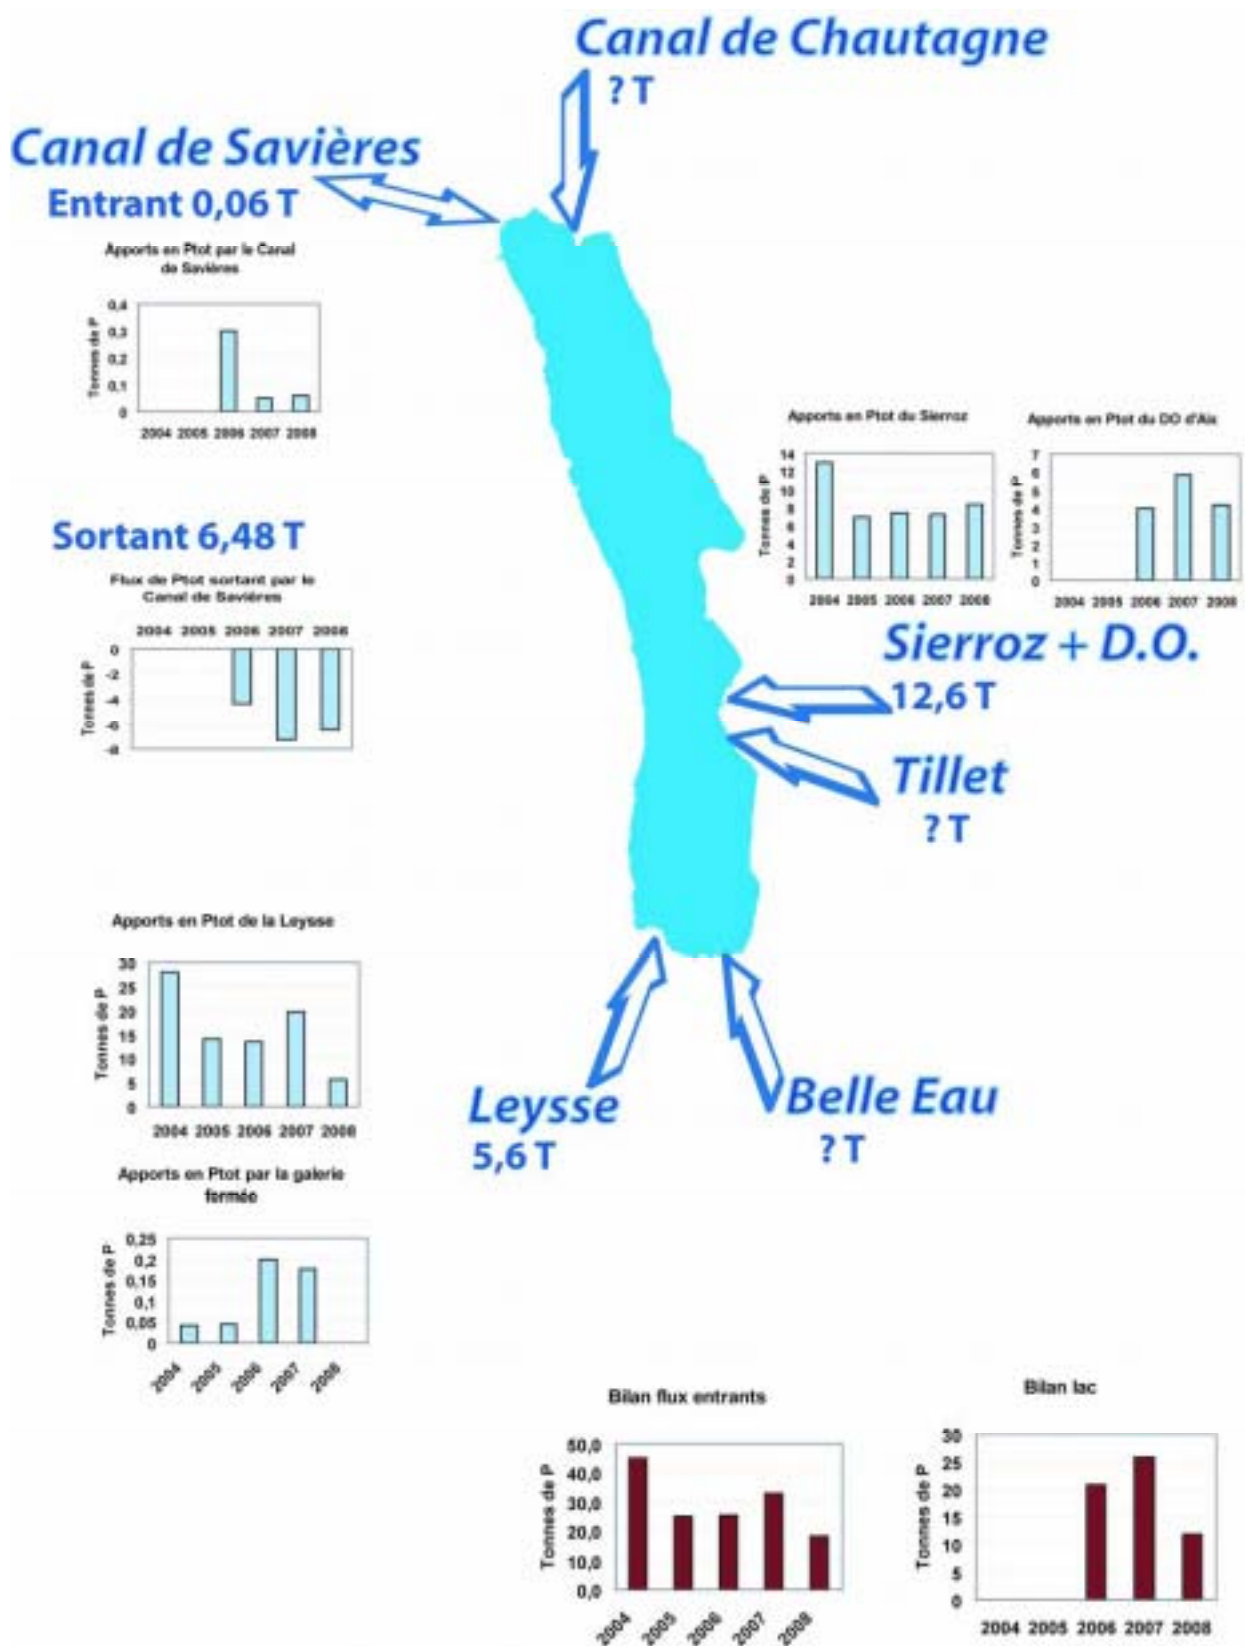 Canal de Chautagne
? T
Canal de Savières
Entrant 0,06 T
Apports en Ptot par le Canal
de Savières
Tonnes de P
0,4
0,3
0,2
0,1
0
2004 2005 2006 2007 2008
Sortant 6,48 T
Flux de Ptot sortant par le
Canal de Savières
2004 2005 2006 2007 2008
Tonnes de P
0
-2
-4
-6
-8
Apports en Ptot du Sierroz
Tonnes de P
14
12
10
8
6
4
2
0
2004 2005 2006 2007 2008
Apports en Ptot du DO d'Aix
Tonnes de P
7
6
5
4
3
2
1
0
2004 2005 2006 2007 2008
Sierroz + D.O.
12,6 T
Tillet
? T
Apports en Ptot de la Leysse
Tonnes de P
30
25
20
15
10
5
0
2004 2005 2006 2007 2008
Leysse
5,6 T
Belle Eau
? T
Apports en Ptot par la galerie
fermée
Tonnes de P
0,25
0,2
0,15
0,1
0,05
0
2004 2005 2006 2007 2008
Bilan flux entrants
Tonnes de P
50,0
40,0
30,0
20,0
10,0
0,0
2004 2005 2006 2007 2008
Bilan lac
Tonnes de P
30
25
20
15
10
5
0
2004 2005 2006 2007 2008